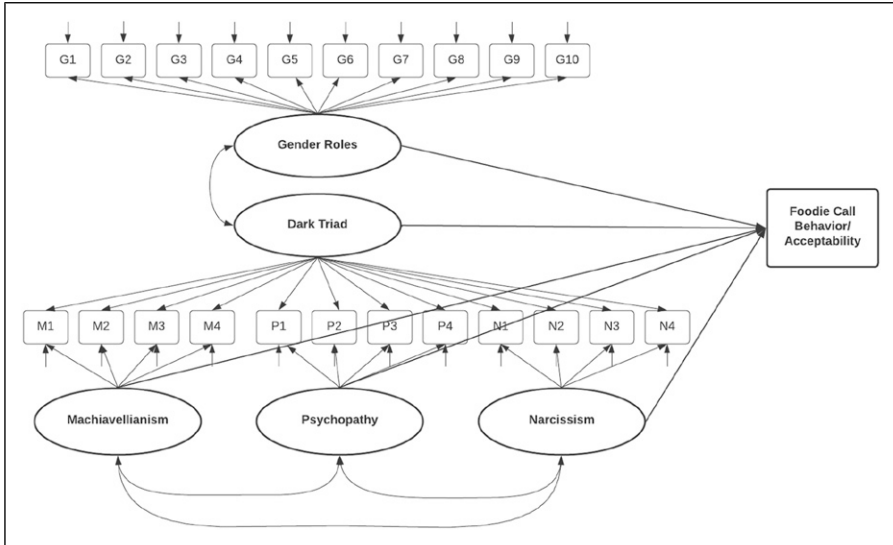 G1 G2 G3 G4 G5 G6 G7 G8 G9 G10
Gender Roles
Dark Triad
Foodie Call
Behavior/
Acceptability
M1 M2 M3 M4 P1 P2 P3 P4 N1 N2 N3 N4
Machiavellianism Psychopathy Narcissism